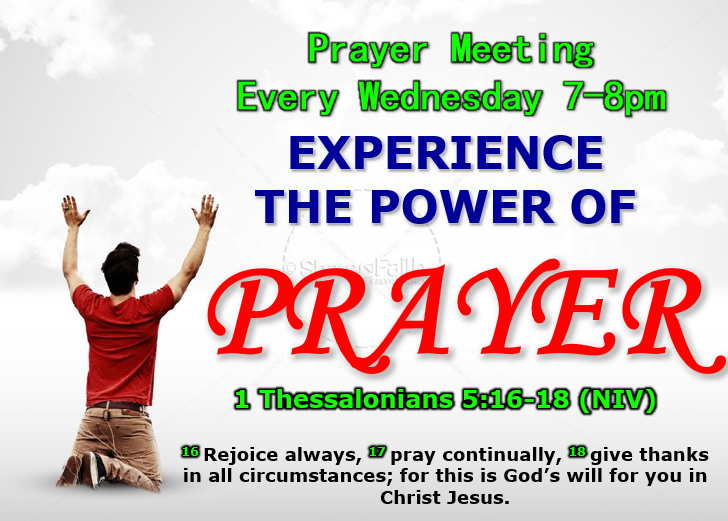 Prayer Meeting
Every Wednesday 7-8pm
EXPERIENCE
THE POWER OF
PRAYER
1 Thessalonians 5:16-18 (NIV)
16 Rejoice always, 17 pray continually, 18 give thanks
in all circumstances; for this is God's will for you in
Christ Jesus.